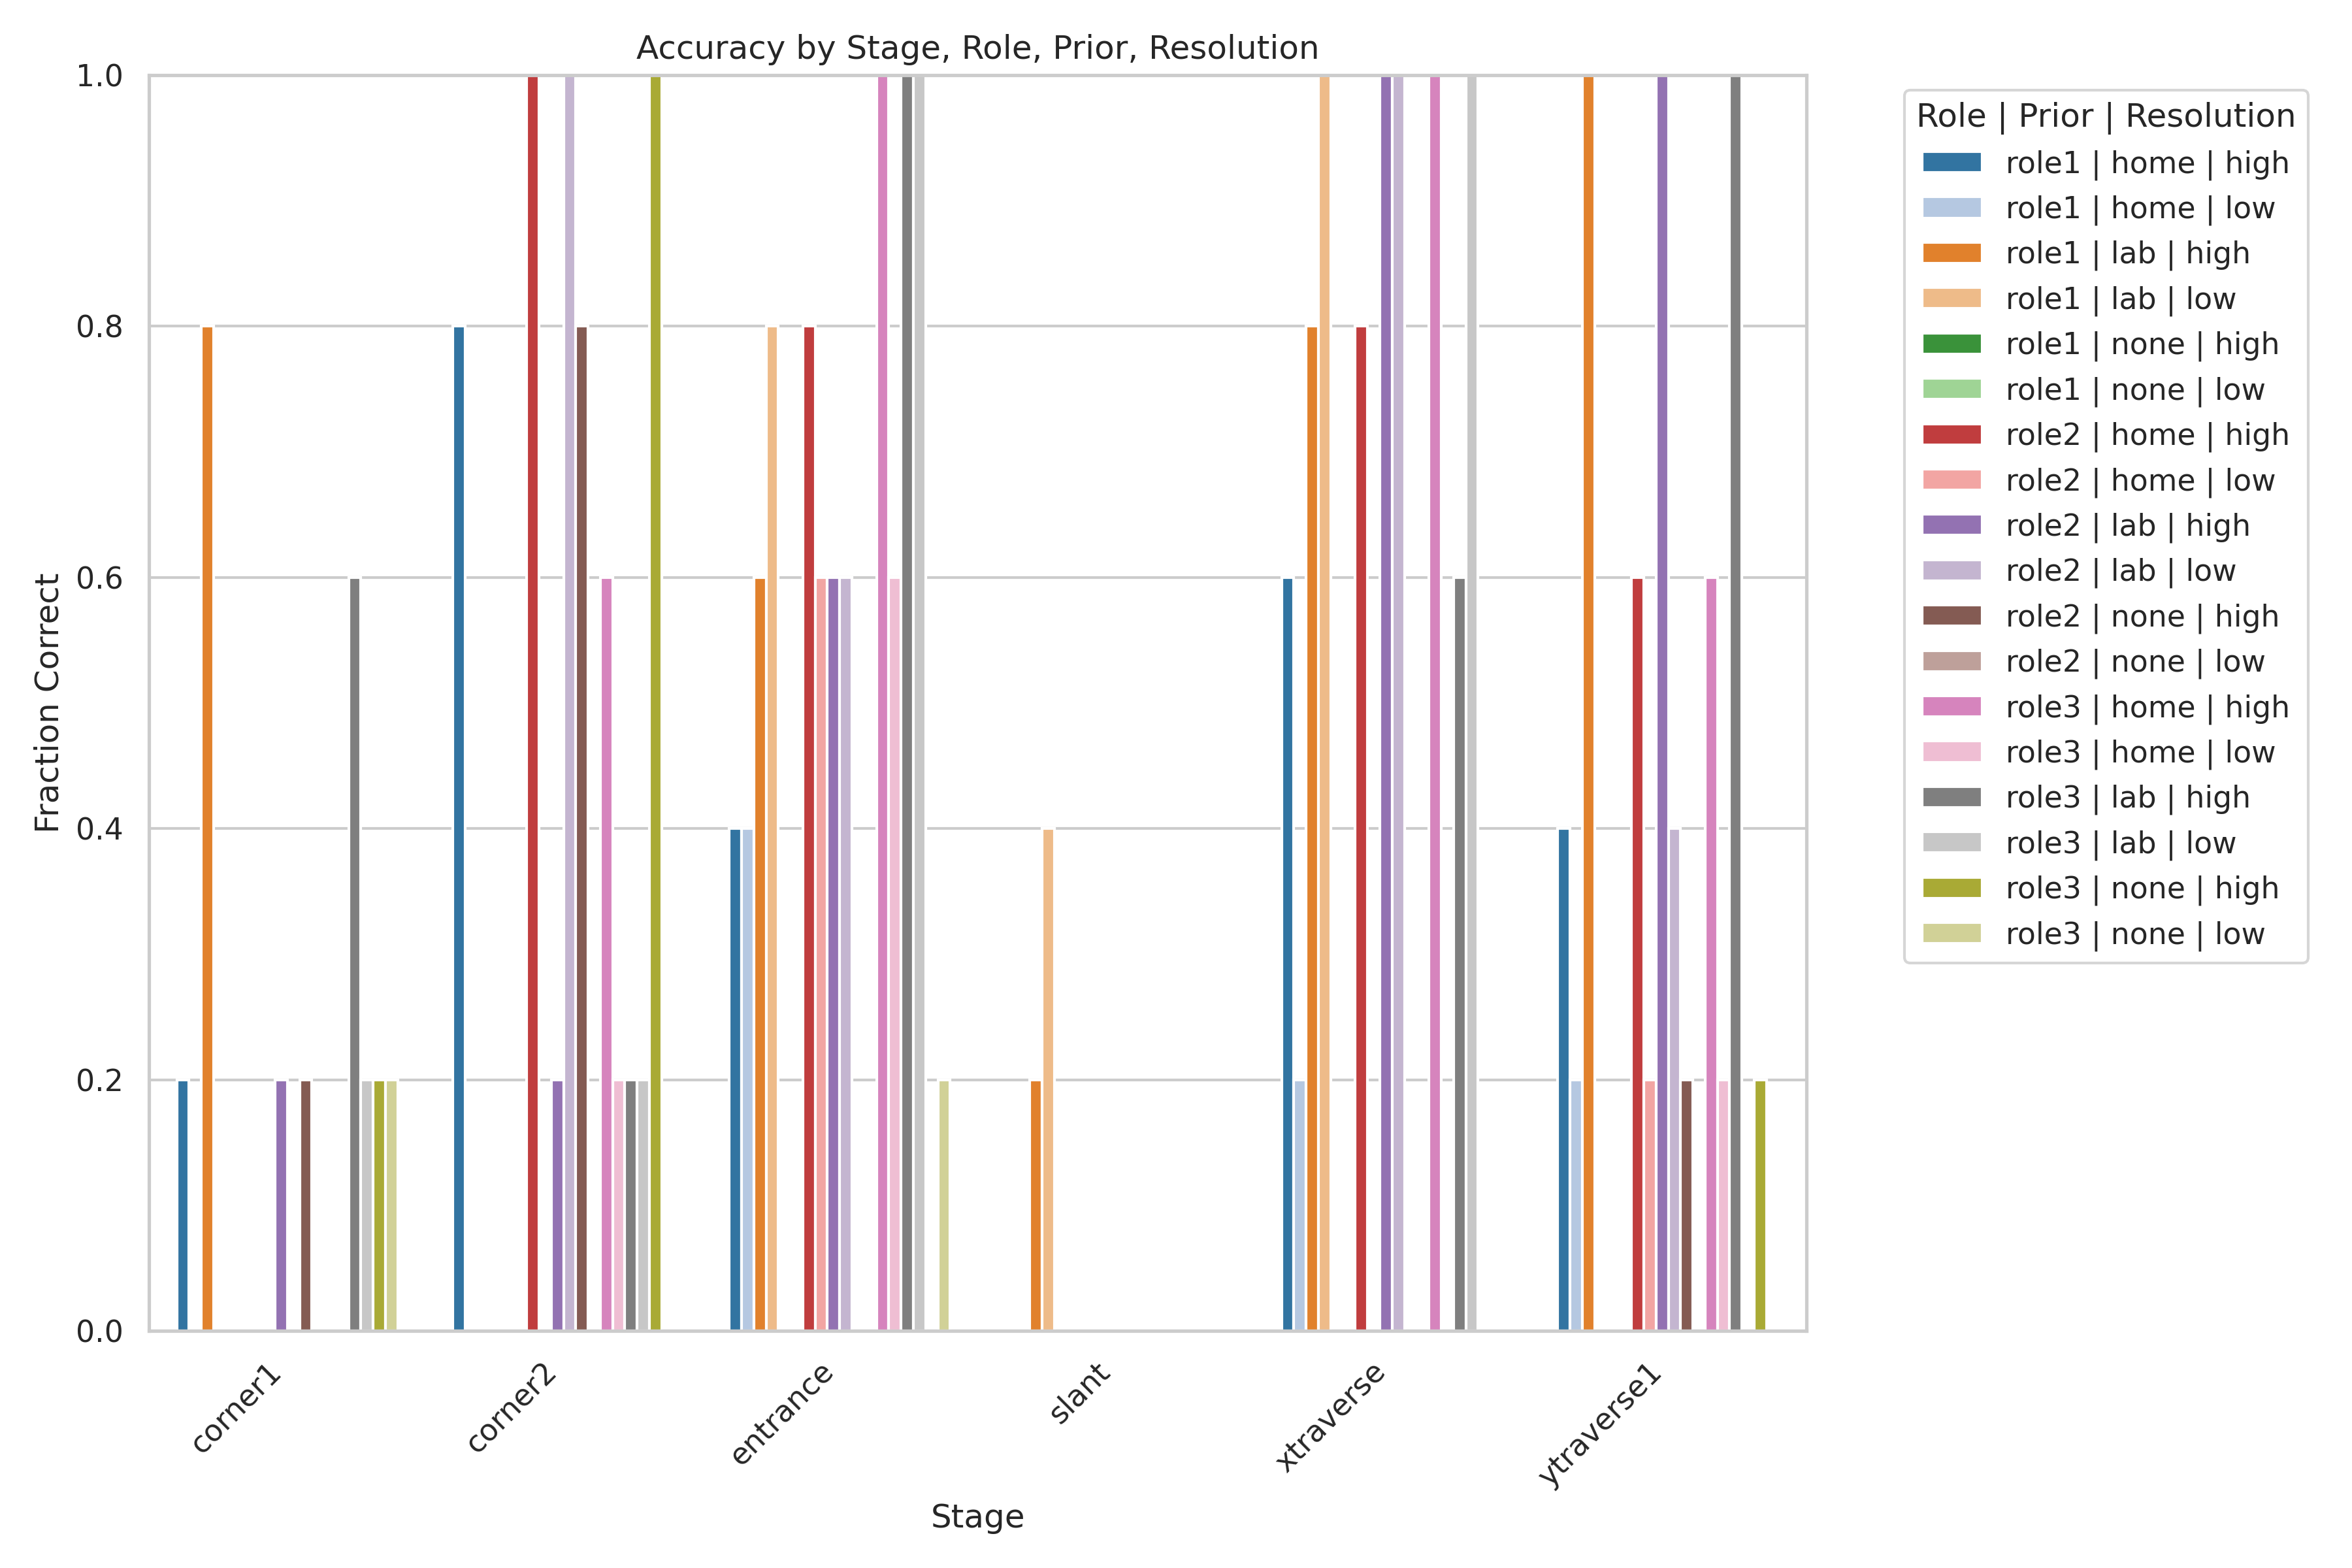 Accuracy by Stage, Role, Prior, Resolution
Fraction Correct
1.0
0.8
0.6
0.4
0.2
0.0
corner1
corner2
entrance
slant
xtraverse
ytraverse1
Stage
Role | Prior | Resolution
role1 | home | high
role1 | home | low
role1 | lab | high
role1 | lab | low
role1 | none | high
role1 | none | low
role2 | home | high
role2 | home | low
role2 | lab | high
role2 | lab | low
role2 | none | high
role2 | none | low
role3 | home | high
role3 | home | low
role3 | lab | high
role3 | lab | low
role3 | none | high
role3 | none | low